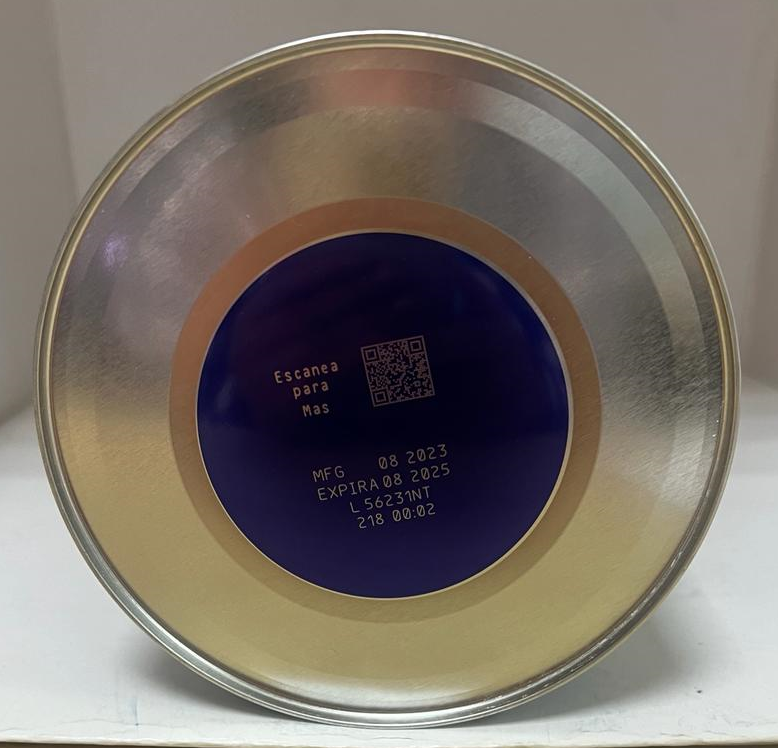 Escanea
para
Mas
MFG 08 2023
EXPIRA 08 2025
L 56231NT
218 00:02